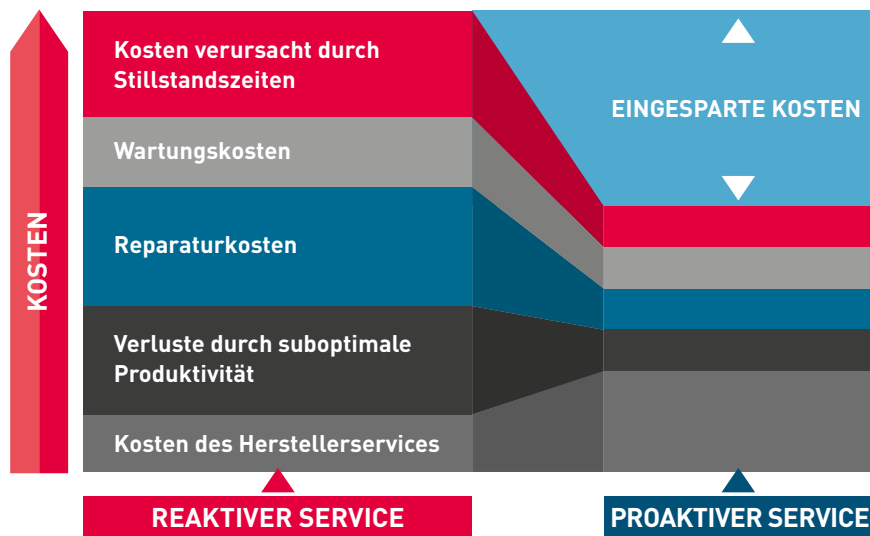 KOSTEN
Kosten verursacht durch
Stillstandszeiten
Wartungskosten
Reparaturkosten
Verluste durch suboptimale
Produktivität
Kosten des Herstellerservices
EINGESPARTE KOSTEN
REAKTIVER SERVICE
PROAKTIVER SERVICE